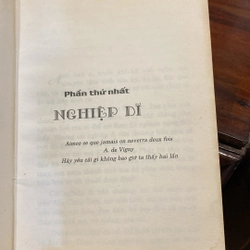 Phần thứ nhất
NGHIỆP DĨ
Aimez ce que jamais on ne verra deux fois
A. de Vigny
Hãy yêu cái gì không bao giờ ta thấy hai lần